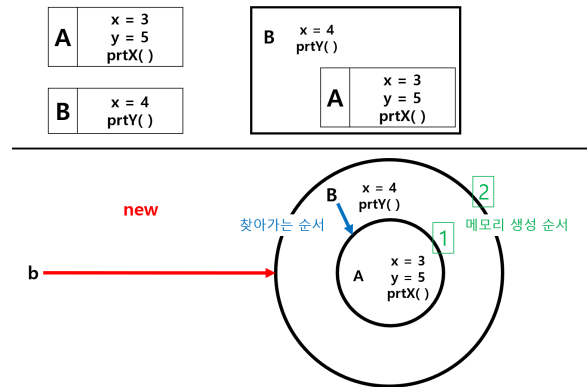 A
x = 3
y = 5
prtX( )
B
x = 4
prtY( )
B
x = 4
prtY( )
A
x = 3
y = 5
prtX( )
new
찾아가는 순서
b
B
x = 4
prtY( )
2
메모리 생성 순서
1
A
x = 3
y = 5
prtX( )